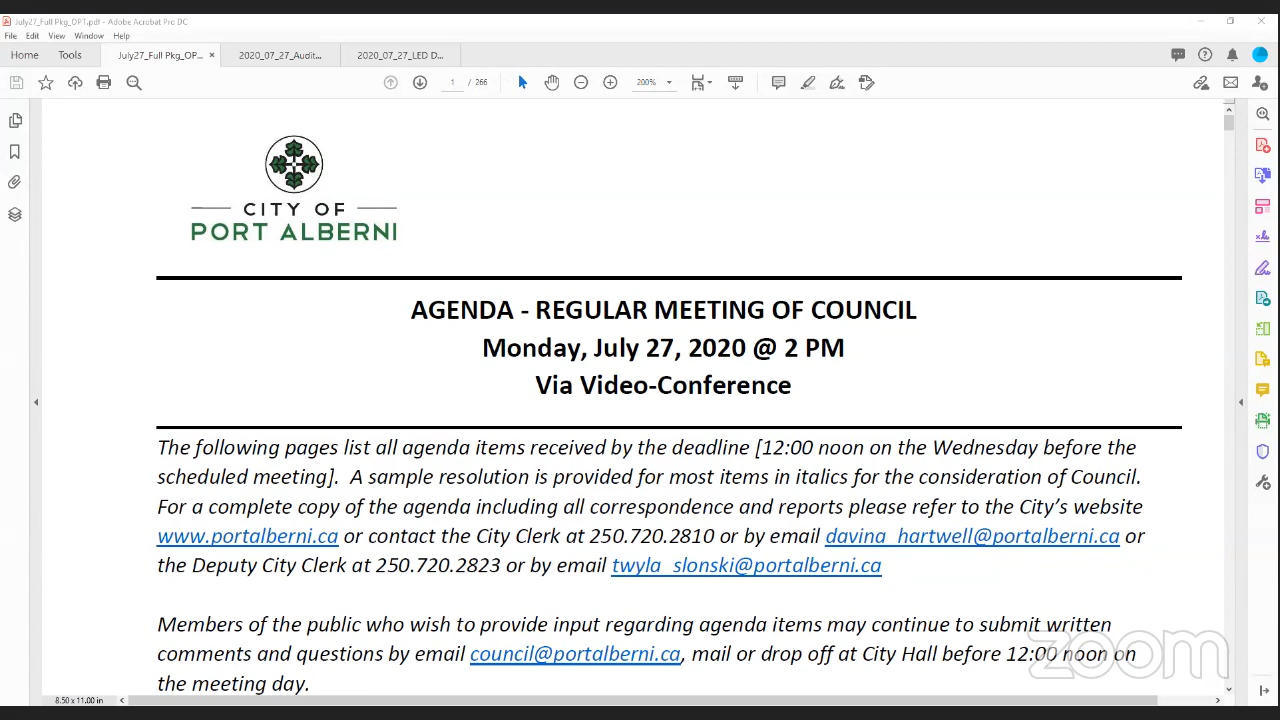 July27_Full Pkg_OPT.pdf - Adobe Acrobat Pro DC
File Edit View Window Help
Home Tools July27_Full Pkg_OP... × 2020_07_27_Audit... 2020_07_27_LED D...
1 / 266 200%
CITY OF
PORT ALBERNI
AGENDA - REGULAR MEETING OF COUNCIL
Monday, July 27, 2020 @ 2 PM
Via Video-Conference
The following pages list all agenda items received by the deadline [12:00 noon on the Wednesday before the
scheduled meeting]. A sample resolution is provided for most items in italics for the consideration of Council.
For a complete copy of the agenda including all correspondence and reports please refer to the City's website
www.portalberni.ca or contact the City Clerk at 250.720.2810 or by email davina_hartwell@portalberni.ca or
the Deputy City Clerk at 250.720.2823 or by email twyla_slonski@portalberni.ca
Members of the public who wish to provide input regarding agenda items may continue to submit written
comments and questions by email council@portalberni.ca, mail or drop off at City Hall before 12:00 noon on
the meeting day.
zoom
8.50 x 11.00 in